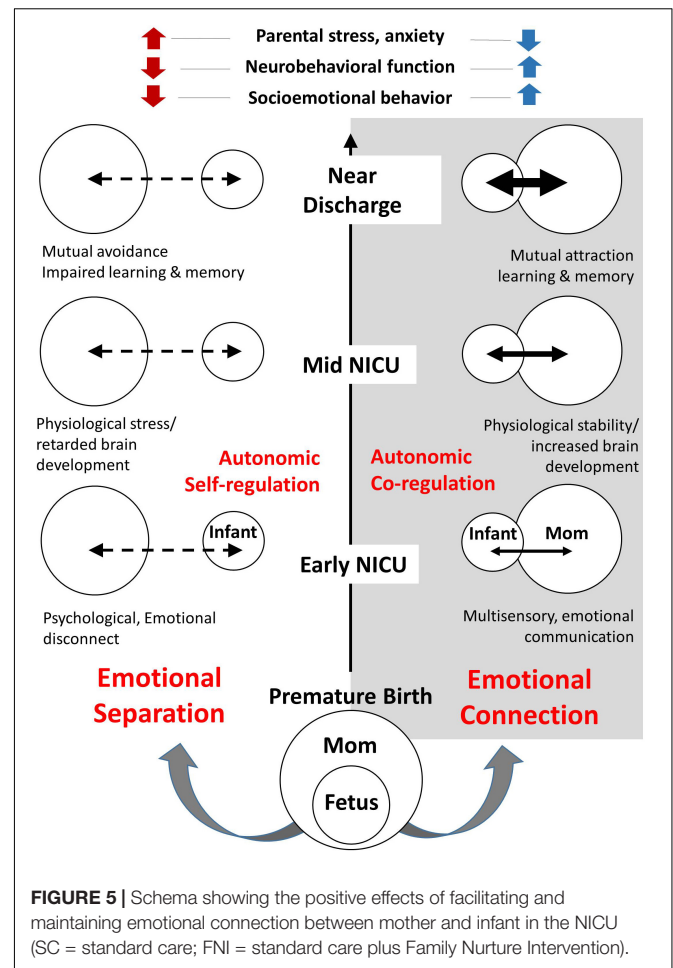 Parental stress, anxiety
Neurobehavioral function
Socioemotional behavior
Near
Discharge
Mutual avoidance
Impaired learning & memory
Mutual attraction
learning & memory
Mid NICU
Physiological stress/
retarded brain
development
Physiological stability/
increased brain
development
Autonomic
Self-regulation
Autonomic
Co-regulation
Infant
Infant
Mom
Early NICU
Psychological, Emotional
disconnect
Multisensory, emotional
communication
Emotional
Separation
Premature Birth
Emotional
Connection
Mom
Fetus
FIGURE 5 | Schema showing the positive effects of facilitating and
maintaining emotional connection between mother and infant in the NICU
(SC = standard care; FNI = standard care plus Family Nurture Intervention).